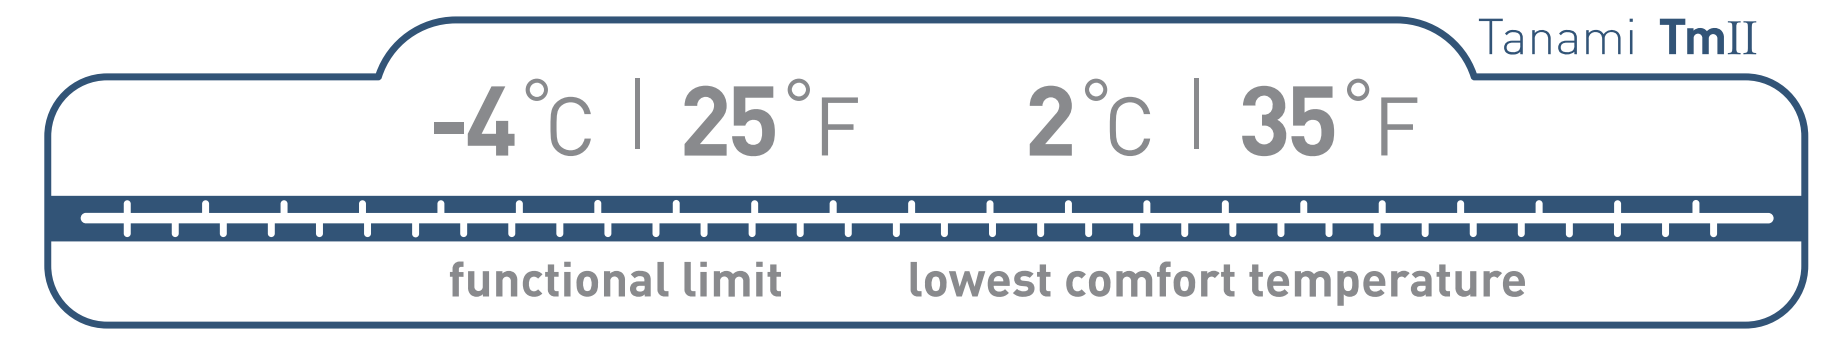 Tanami TmII
-4°C | 25°F 2°C | 35°F
functional limit lowest comfort temperature